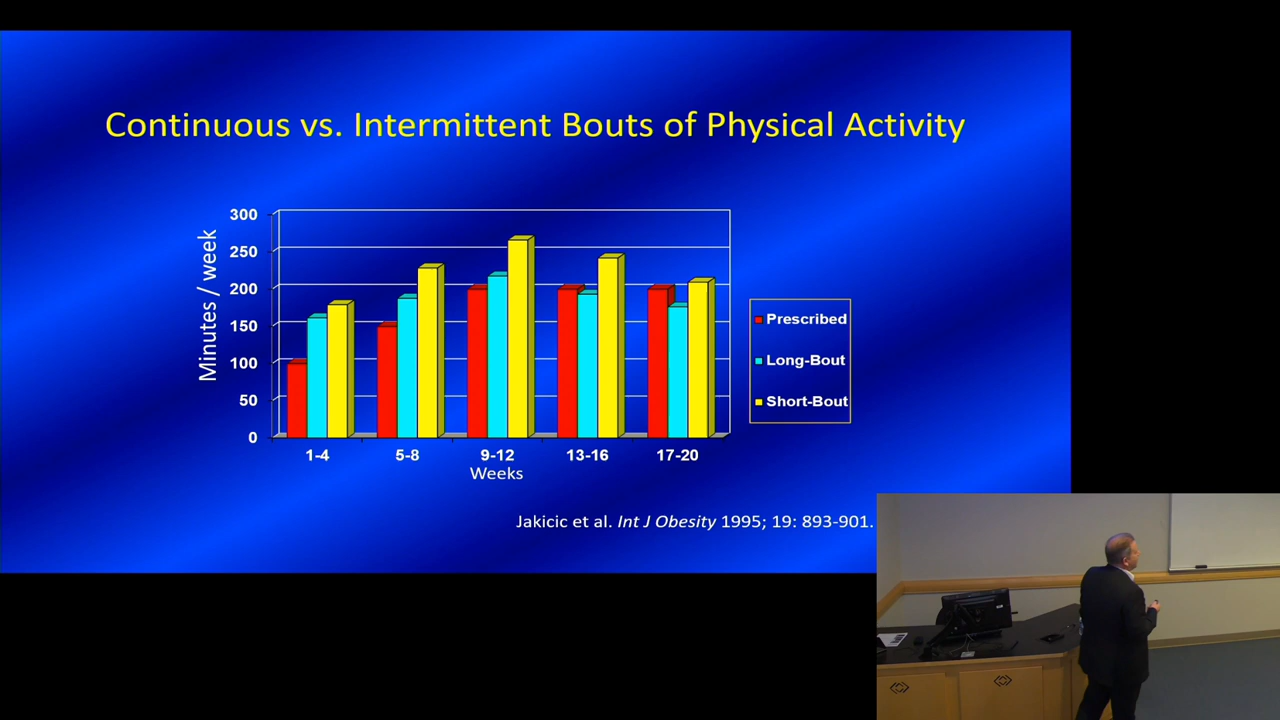 Continuous vs. Intermittent Bouts of Physical Activity
Minutes / week
300
250
200
150
100
50
0
1-4 5-8 9-12 13-16 17-20
Weeks
Prescribed
Long-Bout
Short-Bout
Jakicic et al. Int J Obesity 1995; 19: 893-901.